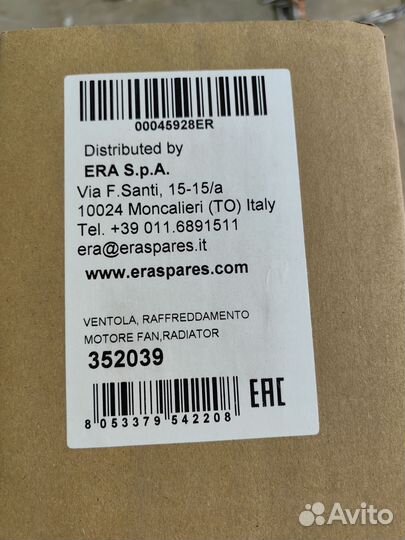 00045928ER
Distributed by
ERA S.p.A.
Via F.Santi, 15-15/a
10024 Moncalieri (TO) Italy
Tel. +39 011.6891511
era@eraspares.it
www.eraspares.com
VENTOLA, RAFFREDDAMENTO
MOTORE FAN,RADIATOR
352039
8 053379 542208
EAC
Avito